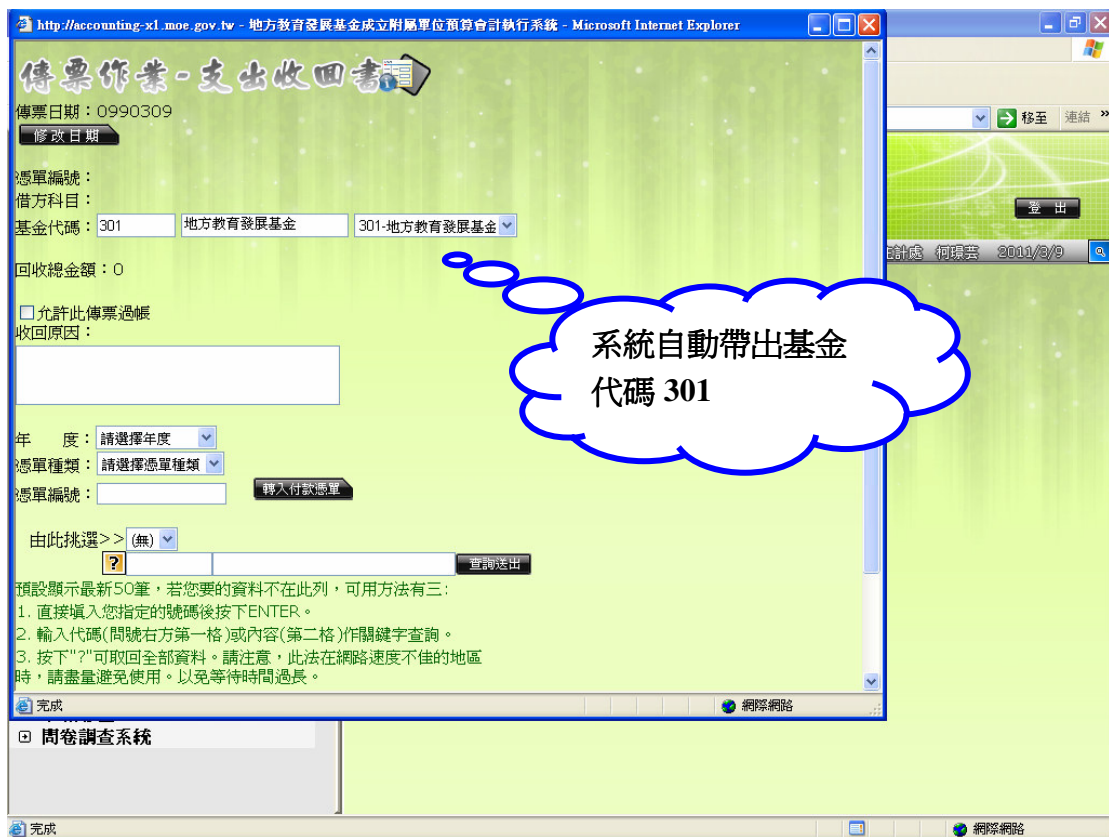 http://accounting-x1.moe.gov.tw - 地方教育發展基金成立附屬單位預算會計執行系統 - Microsoft Internet Explorer
傳票作業-支出收回書
傳票日期：0990309
修改日期
憑單編號：
借方科目：
基金代碼：301 地方教育發展基金 301-地方教育發展基金
回收總金額：0
允許此傳票過帳
收回原因：
年 度：請選擇年度
憑單種類：請選擇憑單種類
憑單編號： 轉入付款憑單
由此挑選>> (無)
? 查詢送出
預設顯示最新50筆，若您要的資料不在此列，可用方法有三:
1. 直接填入您指定的號碼後按下ENTER。
2. 輸入代碼(問號右方第一格)或內容(第二格)作關鍵字查詢。
3. 按下"?"可取回全部資料。請注意，此法在網路速度不佳的地區
時，請盡量避免使用。以免等待時間過長。
完成 網際網路
系統自動帶出基金
代碼 301
移至 連結 »
登 出
計處 何環雲 2011/3/9
問卷調查系統
完成 網際網路